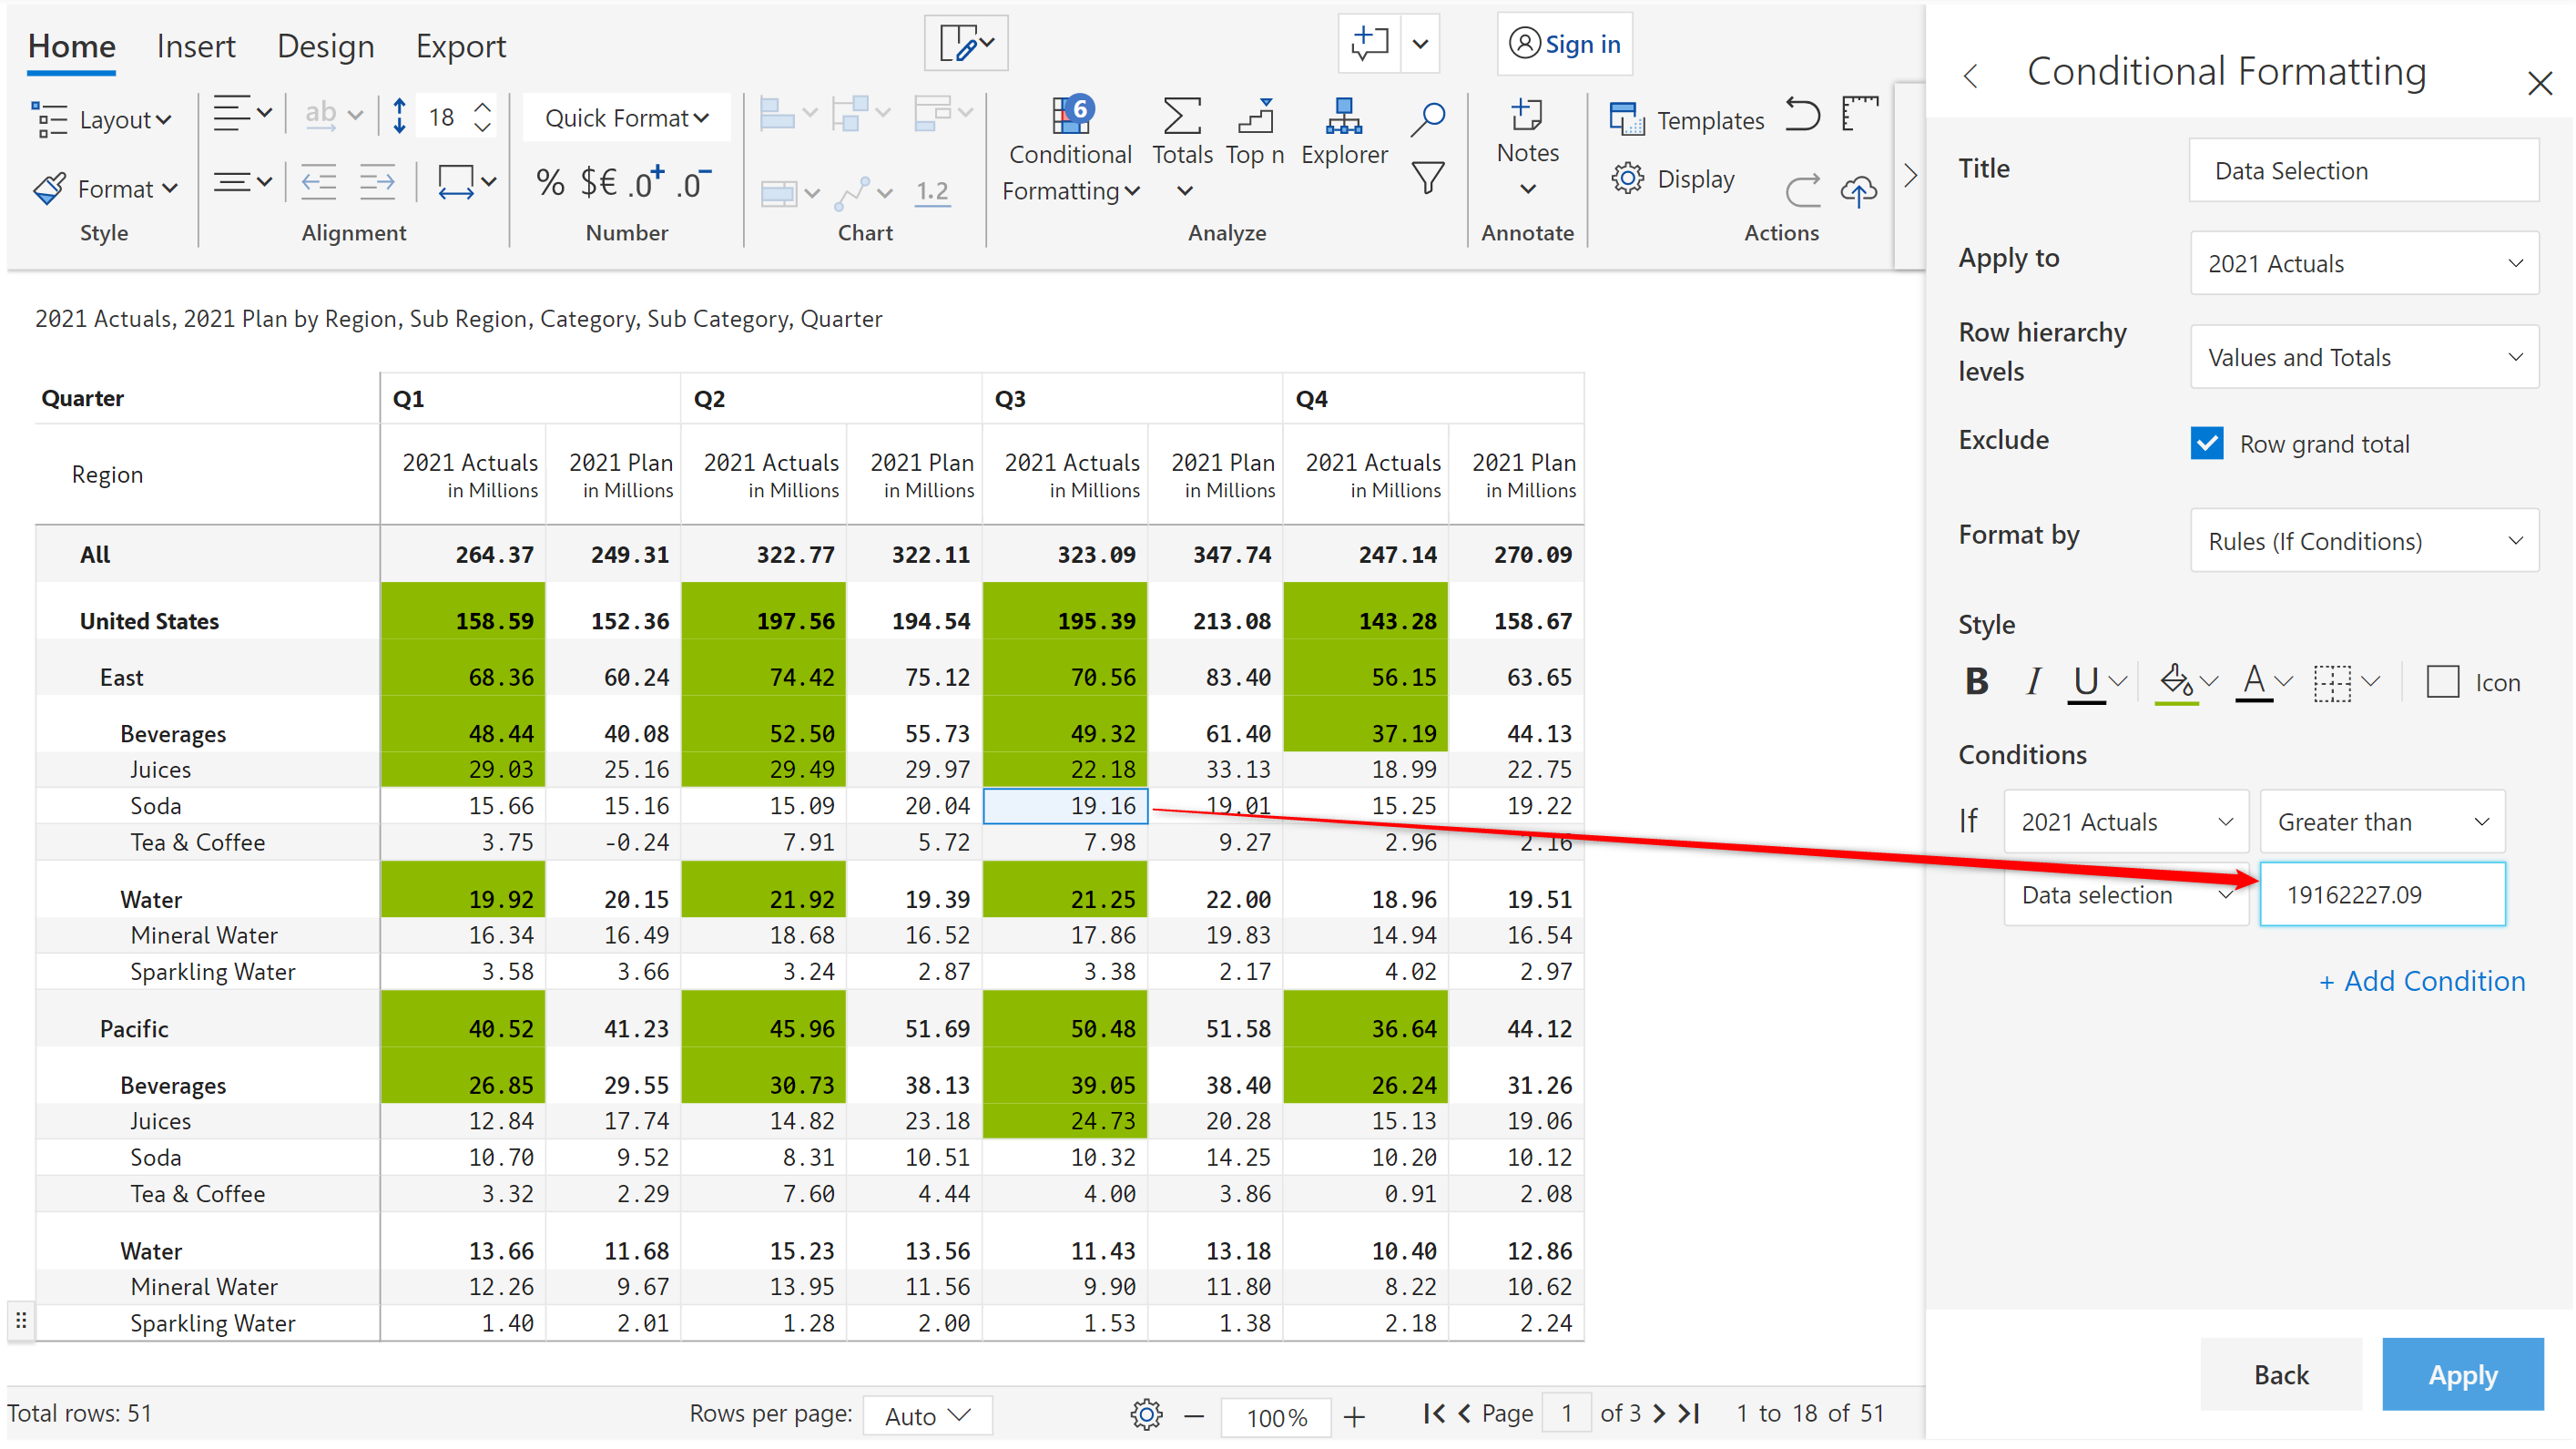 Home Insert Design Export Sign in
Layout ab 18 Quick Format 6 Conditional Formatting Totals Top n Explorer Notes Templates
Format % $€ .0+ .0- 1.2 Display
Style Alignment Number Chart Analyze Annotate Actions
2021 Actuals, 2021 Plan by Region, Sub Region, Category, Sub Category, Quarter
Quarter Q1 Q2 Q3 Q4
Region 2021 Actuals in Millions 2021 Plan in Millions 2021 Actuals in Millions 2021 Plan in Millions 2021 Actuals in Millions 2021 Plan in Millions 2021 Actuals in Millions 2021 Plan in Millions
All 264.37 249.31 322.77 322.11 323.09 347.74 247.14 270.09
United States 158.59 152.36 197.56 194.54 195.39 213.08 143.28 158.67
East 68.36 60.24 74.42 75.12 70.56 83.40 56.15 63.65
Beverages 48.44 40.08 52.50 55.73 49.32 61.40 37.19 44.13
Juices 29.03 25.16 29.49 29.97 22.18 33.13 18.99 22.75
Soda 15.66 15.16 15.09 20.04 19.16 19.01 15.25 19.22
Tea & Coffee 3.75 -0.24 7.91 5.72 7.98 9.27 2.96 2.16
Water 19.92 20.15 21.92 19.39 21.25 22.00 18.96 19.51
Mineral Water 16.34 16.49 18.68 16.52 17.86 19.83 14.94 16.54
Sparkling Water 3.58 3.66 3.24 2.87 3.38 2.17 4.02 2.97
Pacific 40.52 41.23 45.96 51.69 50.48 51.58 36.64 44.12
Beverages 26.85 29.55 30.73 38.13 39.05 38.40 26.24 31.26
Juices 12.84 17.74 14.82 23.18 24.73 20.28 15.13 19.06
Soda 10.70 9.52 8.31 10.51 10.32 14.25 10.20 10.12
Tea & Coffee 3.32 2.29 7.60 4.44 4.00 3.86 0.91 2.08
Water 13.66 11.68 15.23 13.56 11.43 13.18 10.40 12.86
Mineral Water 12.26 9.67 13.95 11.56 9.90 11.80 8.22 10.62
Sparkling Water 1.40 2.01 1.28 2.00 1.53 1.38 2.18 2.24
Total rows: 51 Rows per page: Auto 100% Page 1 of 3 1 to 18 of 51
Conditional Formatting
Title Data Selection
Apply to 2021 Actuals
Row hierarchy levels Values and Totals
Exclude Row grand total
Format by Rules (If Conditions)
Style
B I U A Icon
Conditions
If 2021 Actuals Greater than
Data selection 19162227.09
+ Add Condition
Back Apply